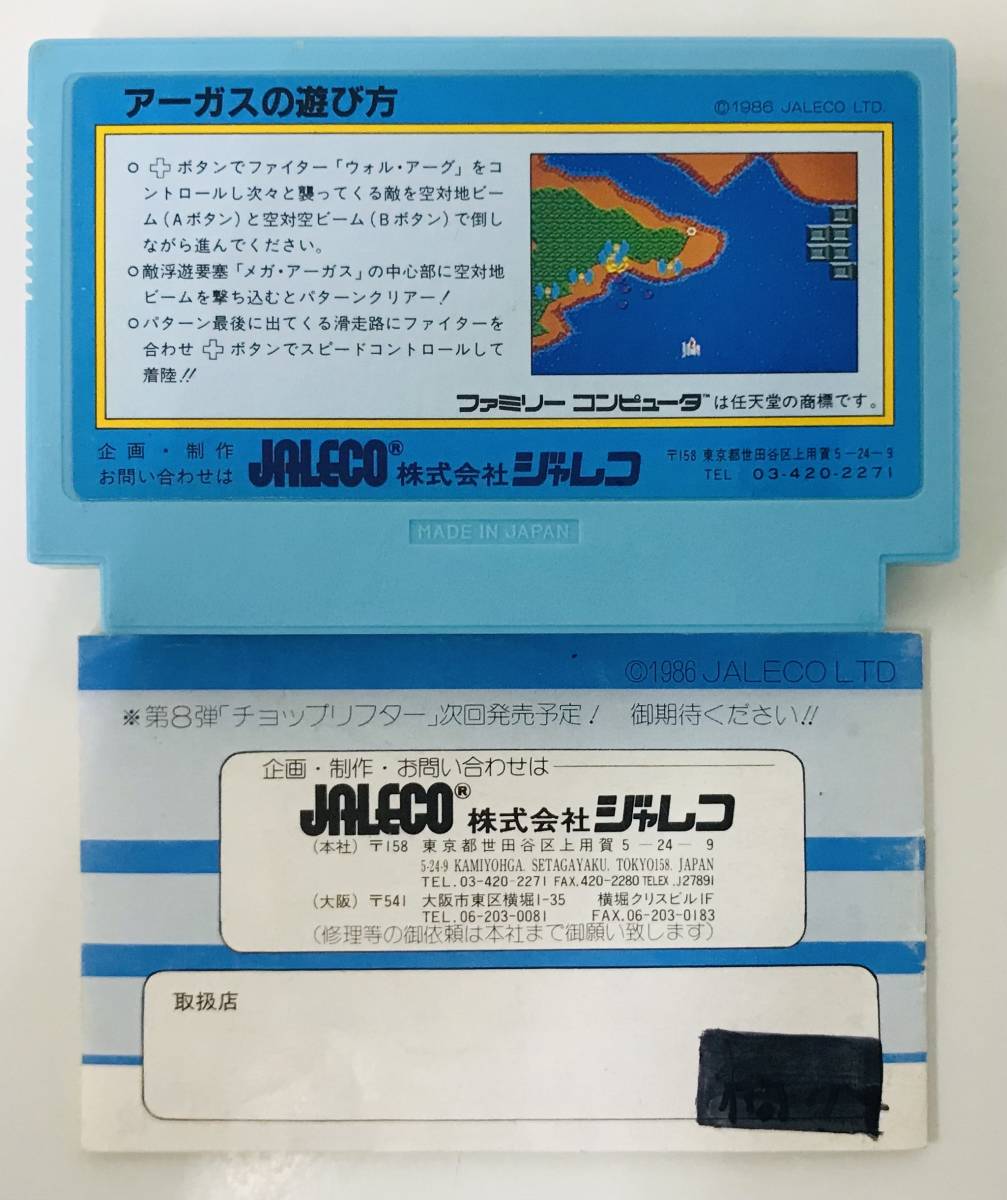 アーガスの遊び方
©1986 JALECO LTD.
○ボタンでファイター「ウォル・アーグ」をコ
ントロールし次々と襲ってくる敵を空対地ビー
ム(Aボタン)と空対空ビーム(Bボタン)で倒し
ながら進んでください。
○敵浮遊要塞「メガ・アーガス」の中心部に空対地
ビームを撃ち込むとパターンクリアー!
○パターン最後に出てくる滑走路にファイターを
合わせボタンでスピードコントロールして
着陸!!
ファミリー コンピュータ™は任天堂の商標です。
企画・制作
お問い合わせは
JALECO® 株式会社ジャレコ
〒158 東京都世田谷区上用賀5-24-9
TEL 03-420-2271
MADE IN JAPAN
©1986 JALECO LTD
※第8弾「チョップリフター」次回発売予定! 御期待ください!!
企画・制作・お問い合わせは
JALECO® 株式会社ジャレコ
(本社) 〒158 東京都世田谷区上用賀5-24-9
5-24-9 KAMIYOHGA. SETAGAYAKU. TOKYO158. JAPAN
TEL.03-420-2271 FAX.420-2280 TELEX.J27891
(大阪) 〒541 大阪市東区横堀1-35 横堀クリスビル1F
TEL.06-203-0081 FAX.06-203-0183
(修理等の御依頼は本社まで御願い致します)
取扱店